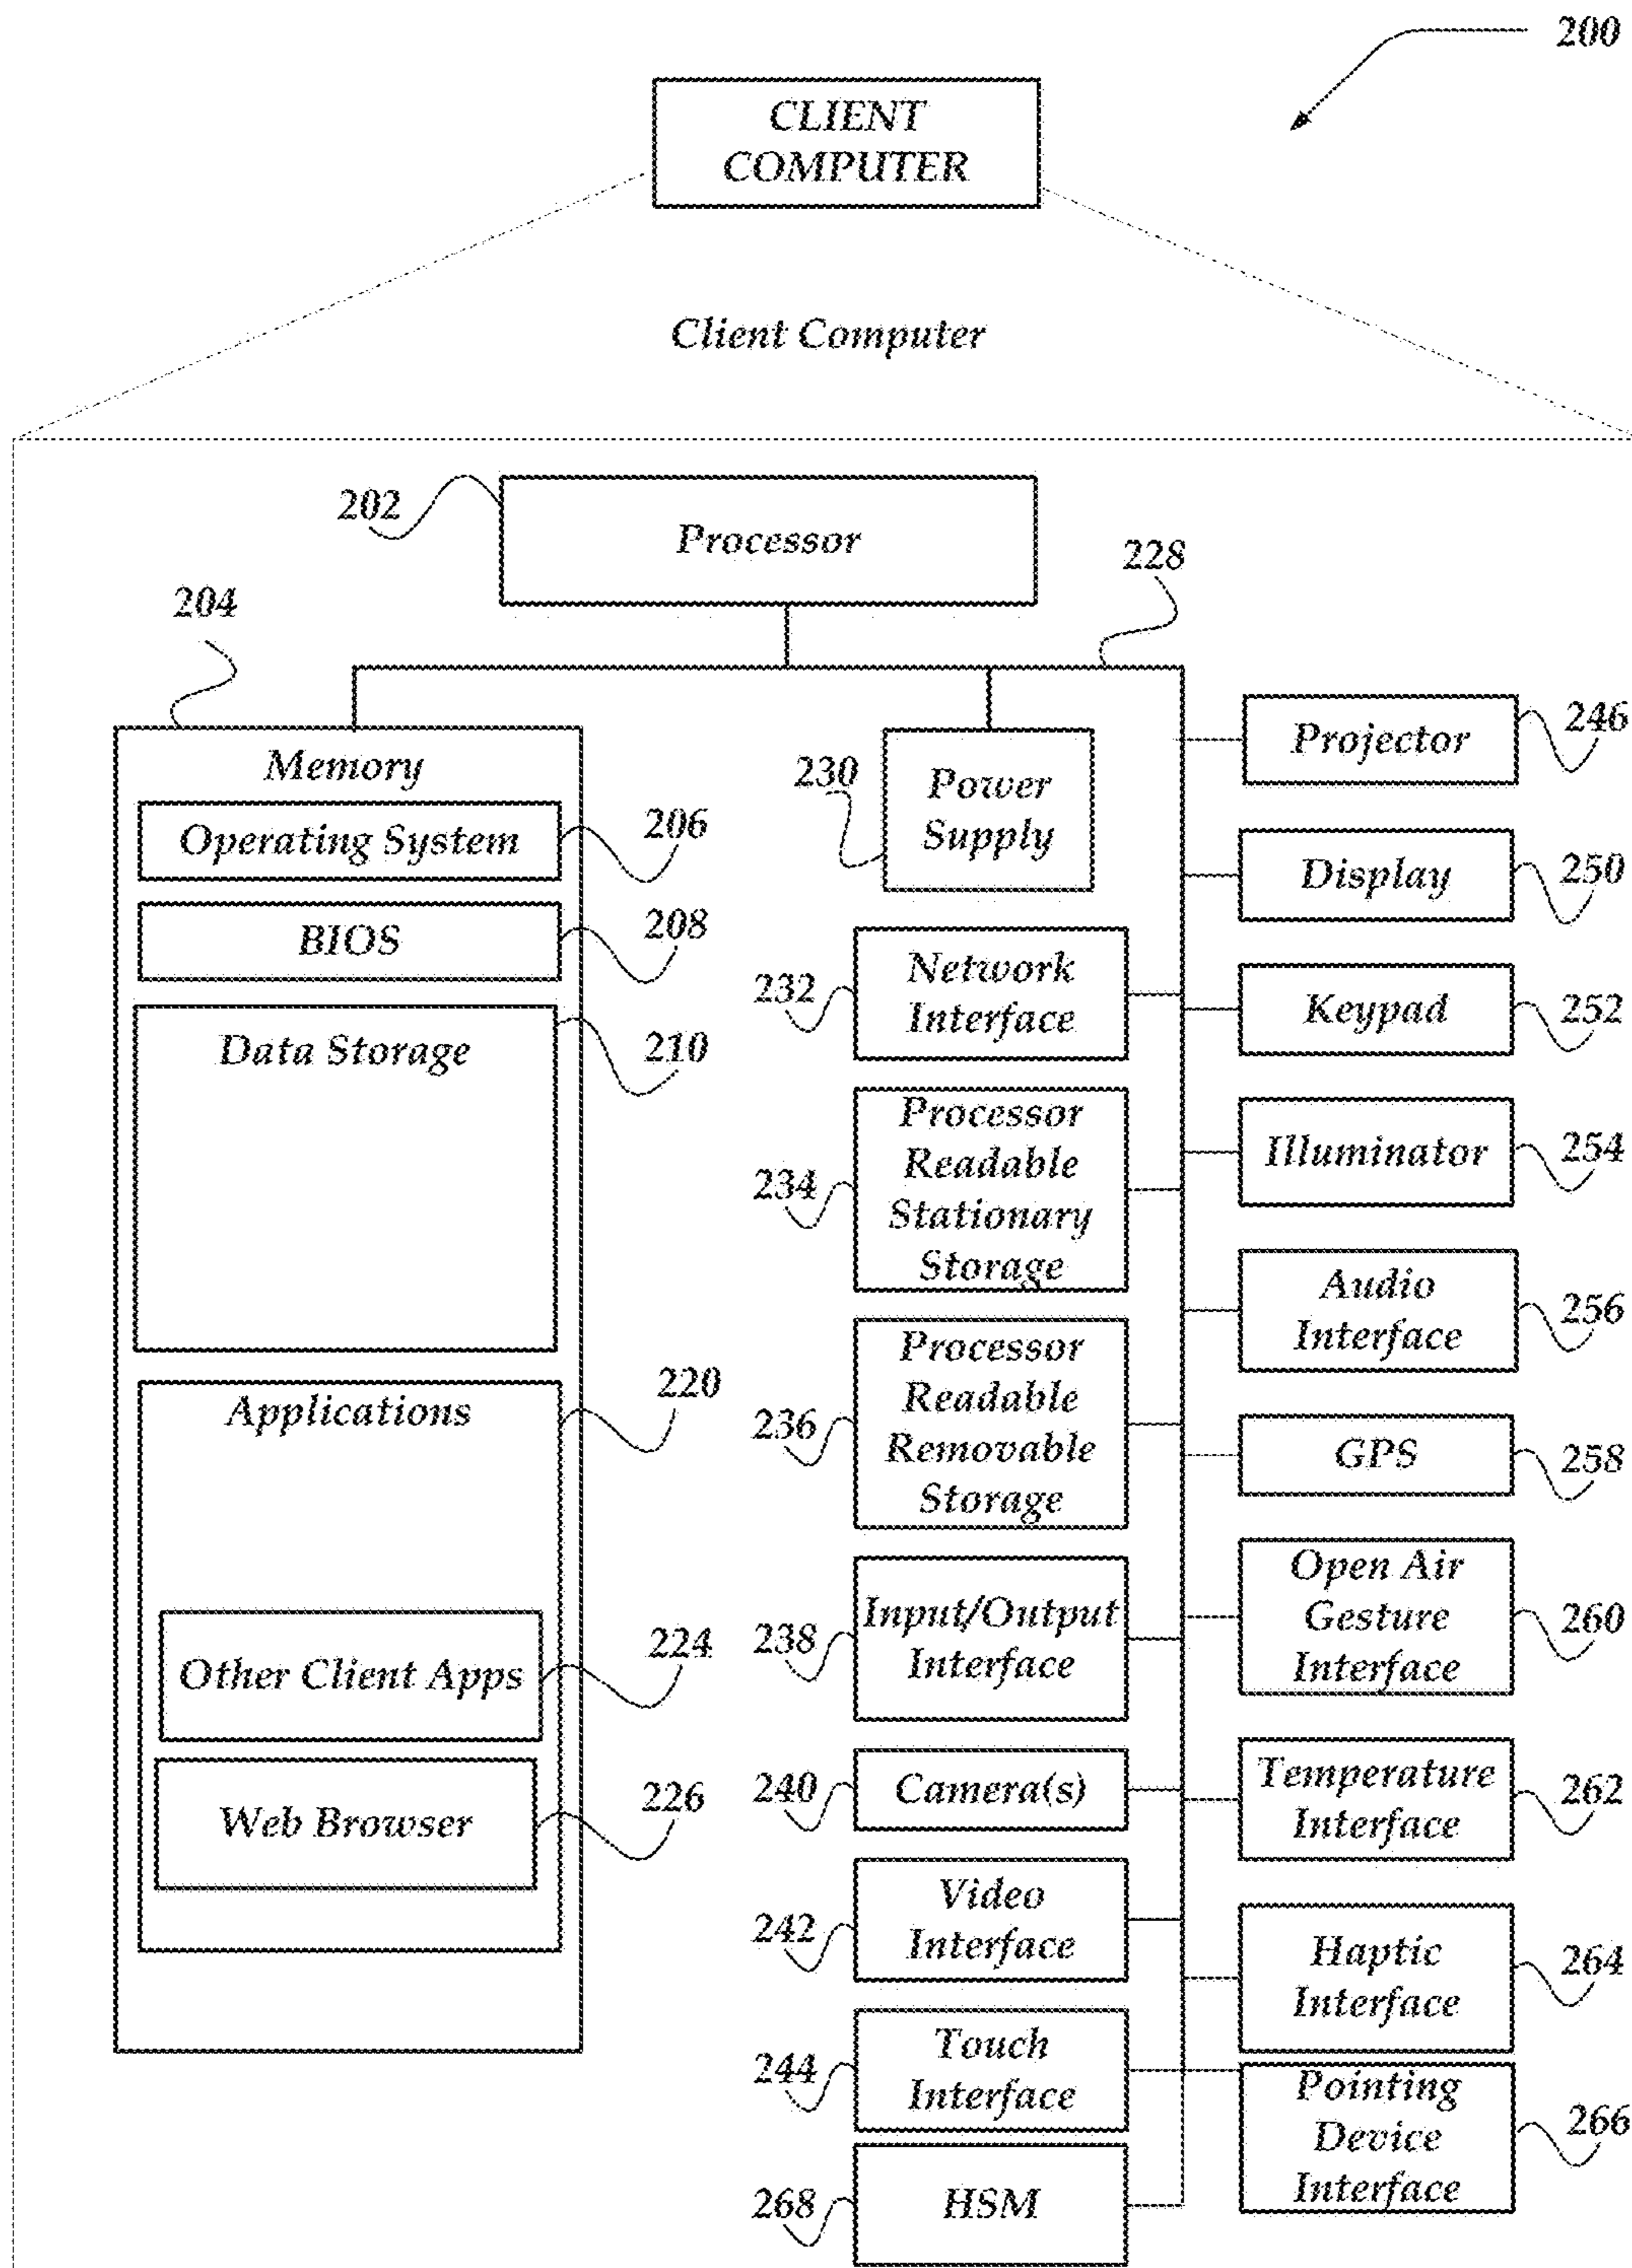 200
CLIENT
COMPUTER
Client Computer
202
Processor
228
204
Memory
Operating System
206
BIOS
208
Data Storage
210
Applications
220
Other Client Apps
224
Web Browser
226
230
Power
Supply
232
Network
Interface
234
Processor
Readable
Stationary
Storage
236
Processor
Readable
Removable
Storage
238
Input/Output
Interface
240
Camera(s)
242
Video
Interface
244
Touch
Interface
268
HSM
Projector
246
Display
250
Keypad
252
Illuminator
254
Audio
Interface
256
GPS
258
Open Air
Gesture
Interface
260
Temperature
Interface
262
Haptic
Interface
264
Pointing
Device
Interface
266